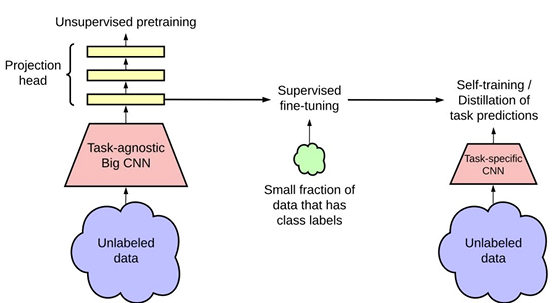 Unsupervised pretraining
Projection
head
Task-agnostic
Big CNN
Unlabeled
data
Supervised
fine-tuning
Small fraction of
data that has
class labels
Self-training /
Distillation of
task predictions
Task-specific
CNN
Unlabeled
data